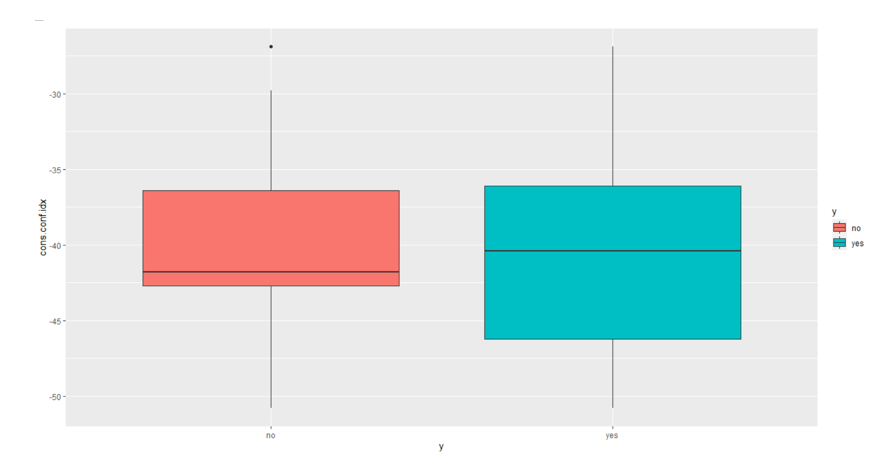 -30
-35
-40
-45
-50
cons.conf.idx
no
yes
y
y
no
yes